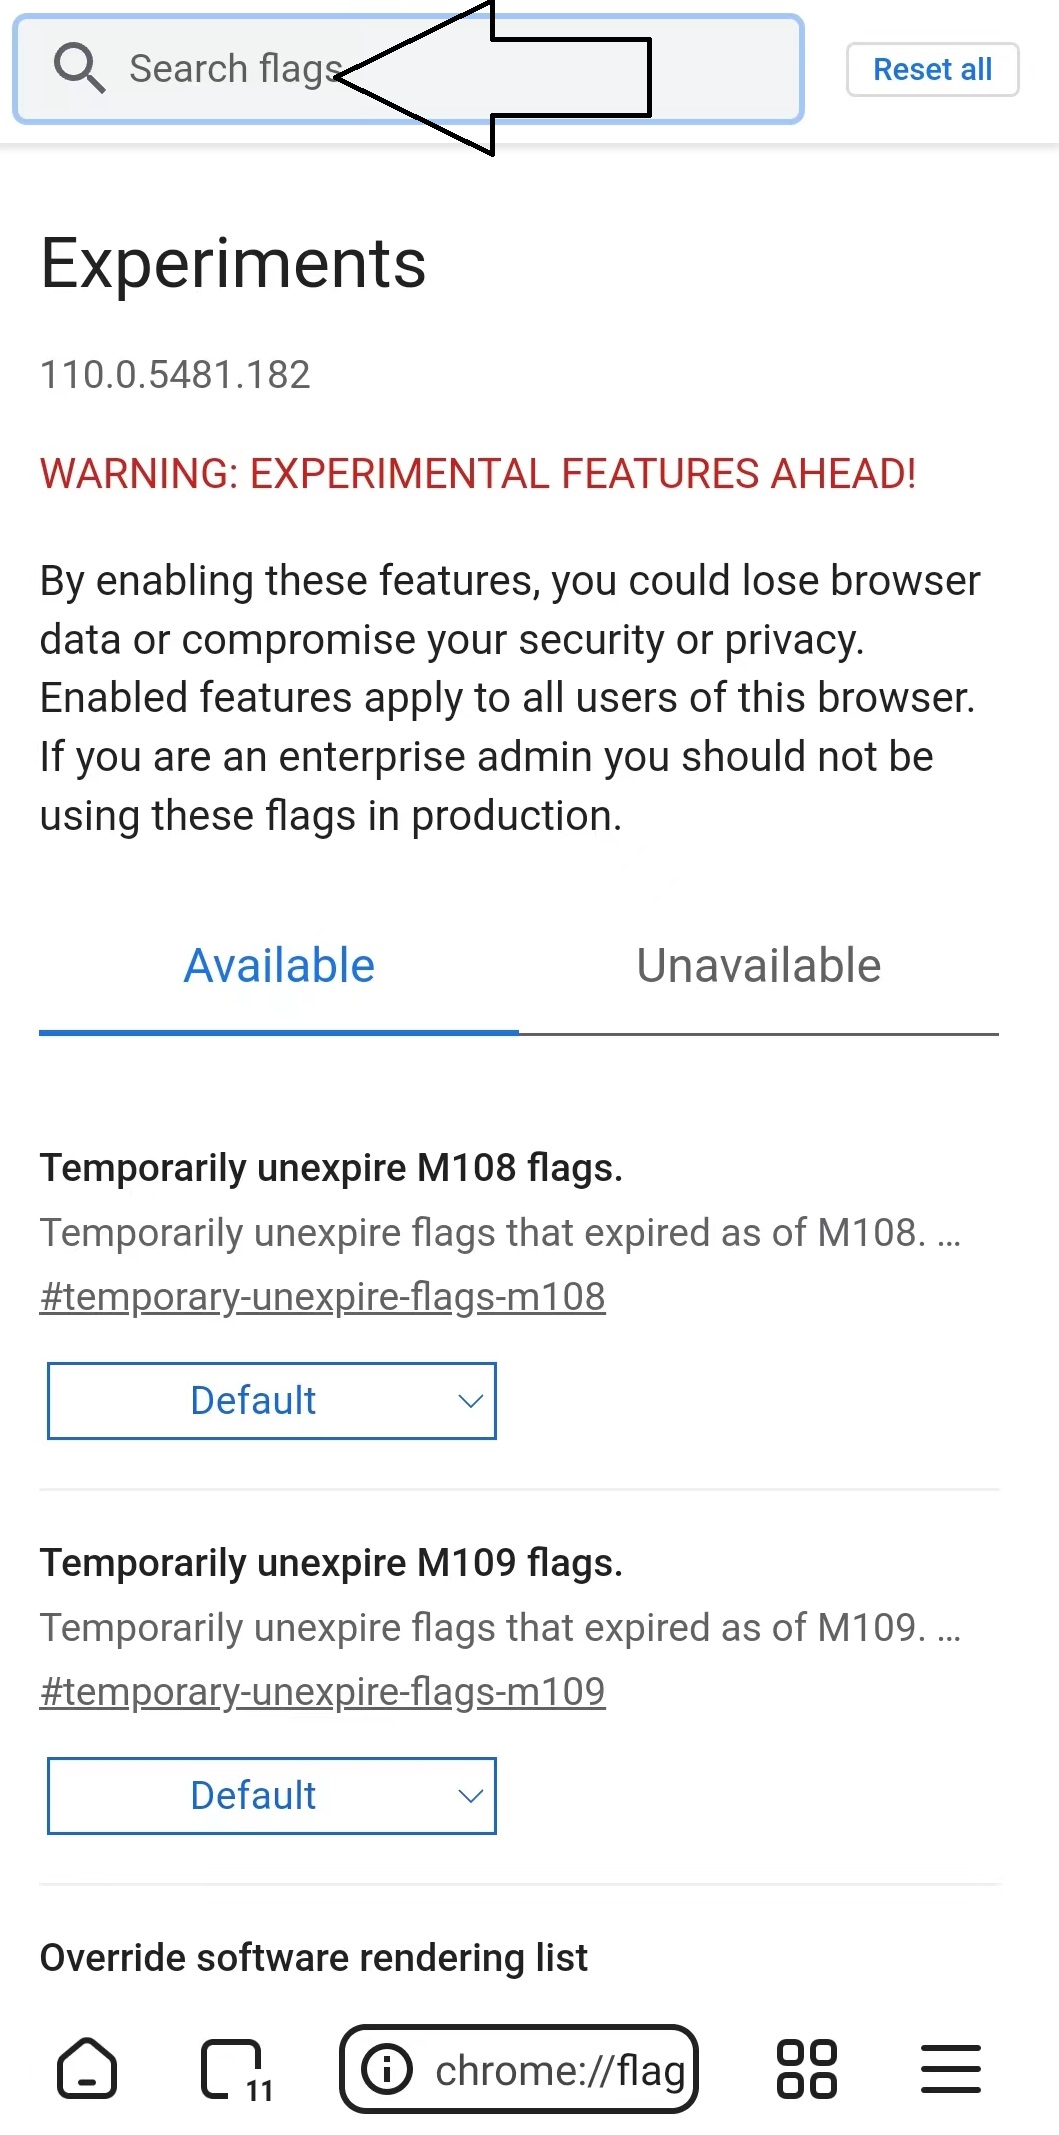 Search flags
Reset all
Experiments
110.0.5481.182
WARNING: EXPERIMENTAL FEATURES AHEAD!
By enabling these features, you could lose browser
data or compromise your security or privacy.
Enabled features apply to all users of this browser.
If you are an enterprise admin you should not be
using these flags in production.
Available
Unavailable
Temporarily unexpire M108 flags.
Temporarily unexpire flags that expired as of M108. ...
#temporary-unexpire-flags-m108
Default
Temporarily unexpire M109 flags.
Temporarily unexpire flags that expired as of M109. ...
#temporary-unexpire-flags-m109
Default
Override software rendering list
11
chrome://flag